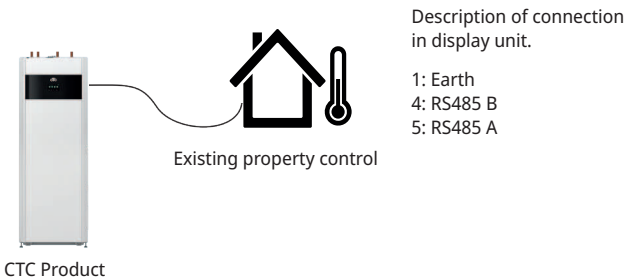 Description of connection
in display unit.
1: Earth
4: RS485 B
5: RS485 A
Existing property control
CTC Product